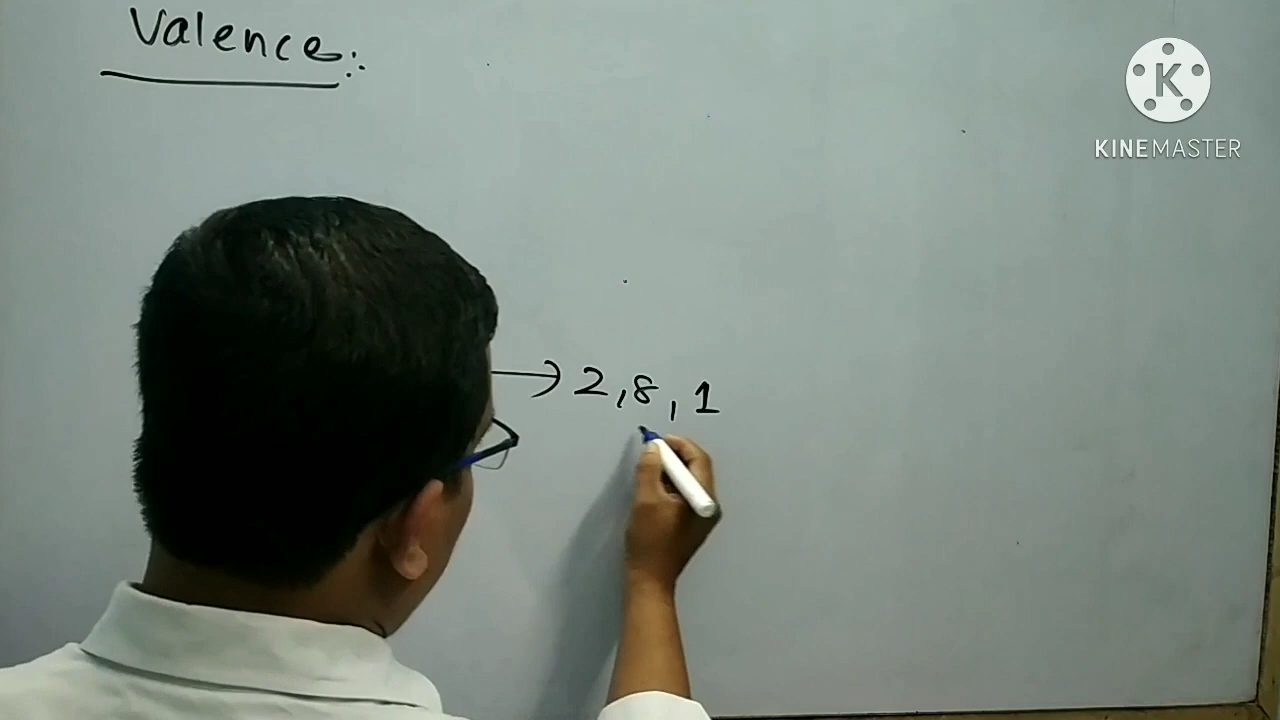 Valence:
K
KINEMASTER
→ 2, 8, 1